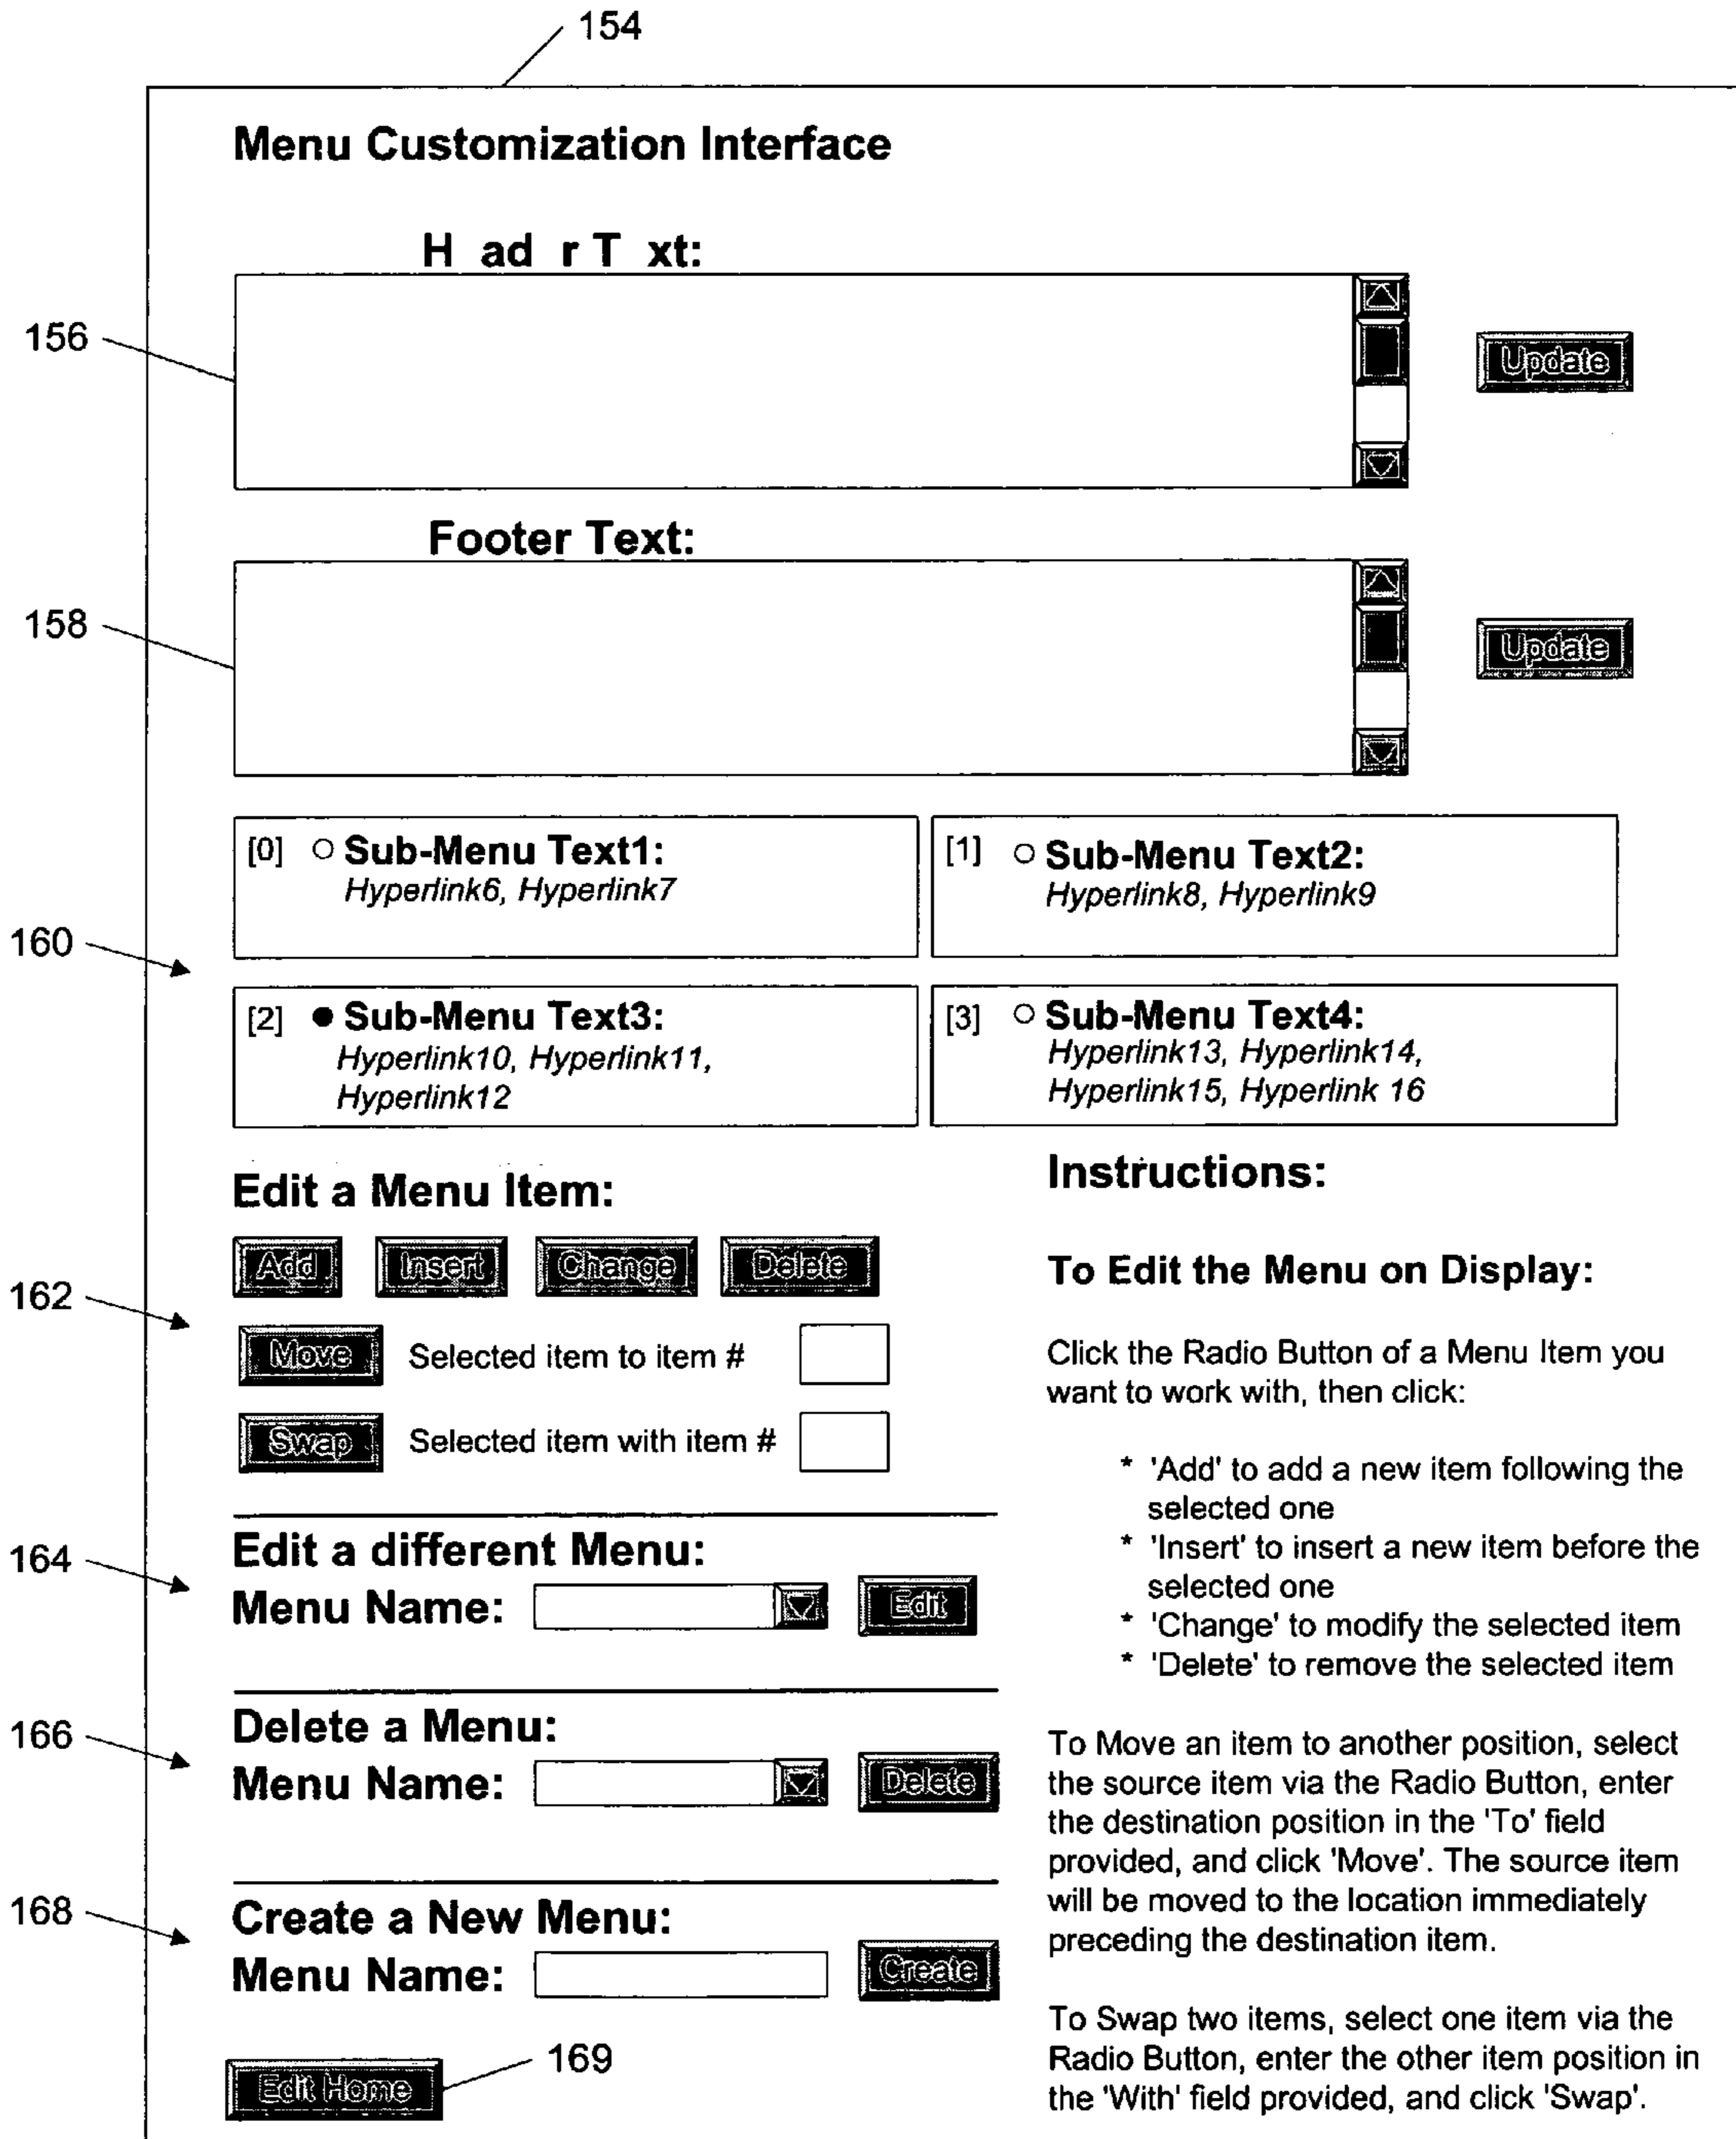 154
Menu Customization Interface
H ad r T xt:
156
Update
Footer Text:
158
Update
[0] Sub-Menu Text1:
Hyperlink6, Hyperlink7
[1] Sub-Menu Text2:
Hyperlink8, Hyperlink9
160
[2] Sub-Menu Text3:
Hyperlink10, Hyperlink11,
Hyperlink12
[3] Sub-Menu Text4:
Hyperlink13, Hyperlink14,
Hyperlink15, Hyperlink 16
Edit a Menu Item:
Add Insert Change Delete
162
Move Selected item to item #
Swap Selected item with item #
Edit a different Menu:
164
Menu Name: Edit
Delete a Menu:
166
Menu Name: Delete
Create a New Menu:
168
Menu Name: Create
Edit Home
169
Instructions:
To Edit the Menu on Display:
Click the Radio Button of a Menu Item you
want to work with, then click:
* 'Add' to add a new item following the
selected one
* 'Insert' to insert a new item before the
selected one
* 'Change' to modify the selected item
* 'Delete' to remove the selected item
To Move an item to another position, select
the source item via the Radio Button, enter
the destination position in the 'To' field
provided, and click 'Move'. The source item
will be moved to the location immediately
preceding the destination item.
To Swap two items, select one item via the
Radio Button, enter the other item position in
the 'With' field provided, and click 'Swap'.